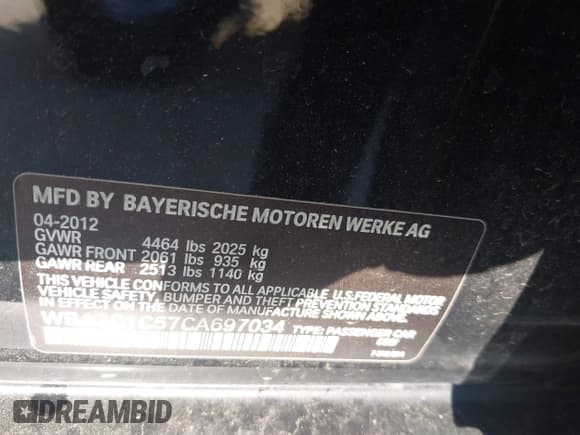 MFD BY BAYERISCHE MOTOREN WERKE AG
04-2012
GVWR 4464 lbs 2025 kg
GAWR FRONT 2061 lbs 935 kg
GAWR REAR 2513 lbs 1140 kg
THIS VEHICLE CONFORMS TO ALL APPLICABLE U.S.FEDERAL MOTOR
VEHICLE SAFETY, BUMPER AND THEFT PREVENTION STANDARDS
IN EFFECT ON THE DATE OF MANUFACTURE SHOWN ABOVE.
TYPE: PASSENGER CAR
DREAMBID